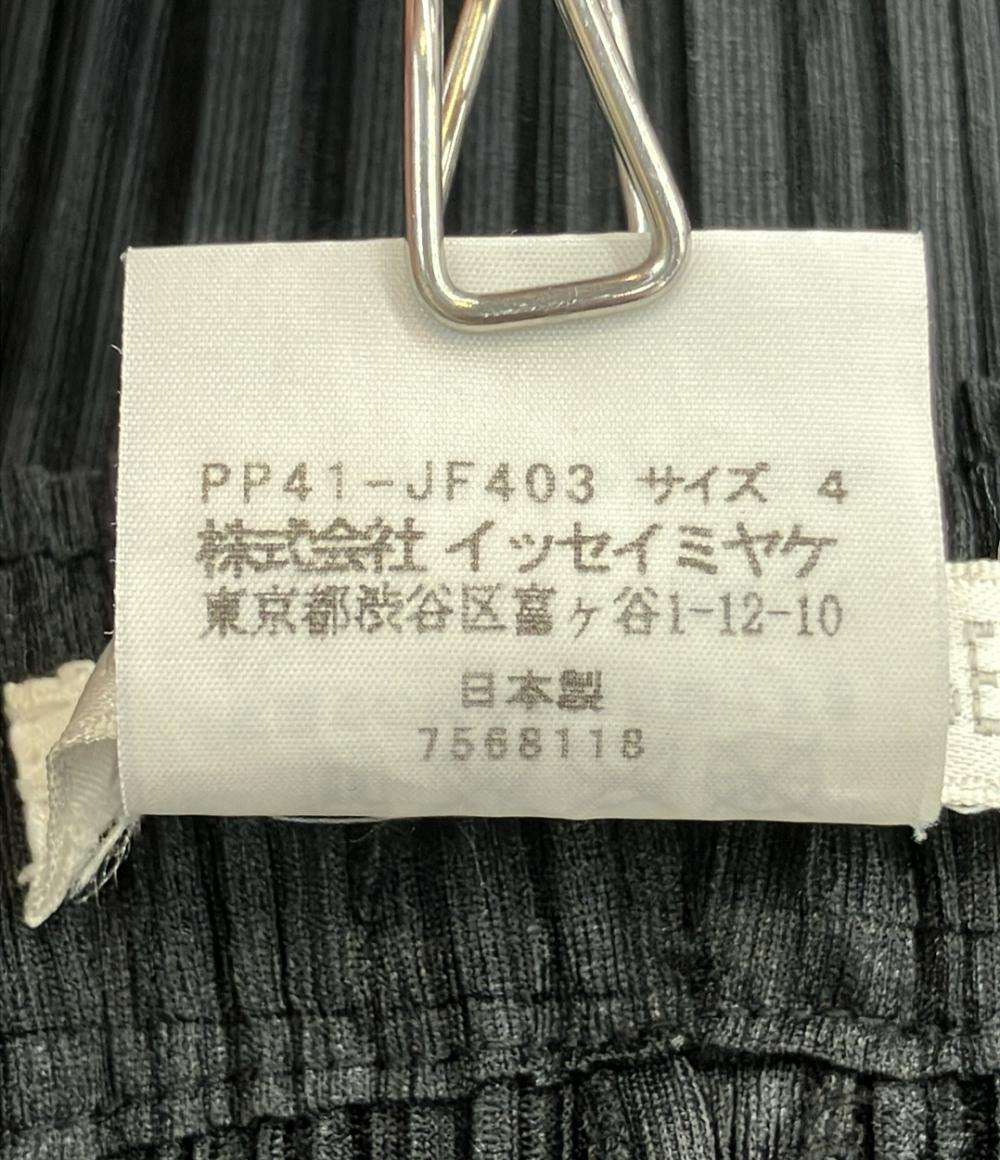 PP41-JF403 サイズ 4
株式会社 イッセイミヤケ
東京都渋谷区富ヶ谷1-12-10
日本製
7568118